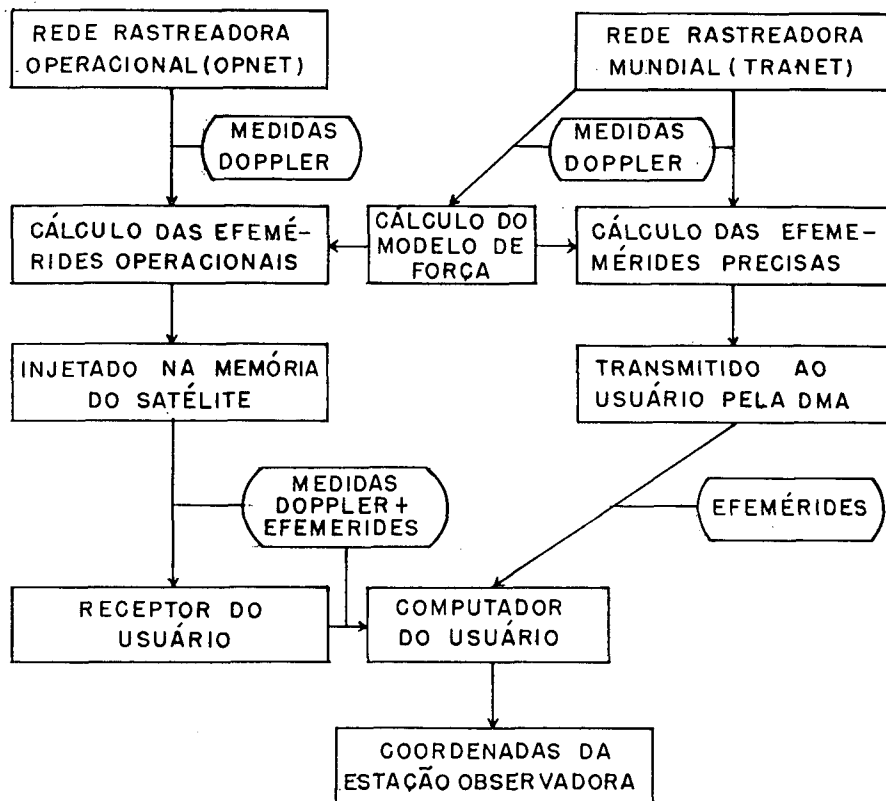 REDE RASTREADORA
OPERACIONAL (OPNET)
REDE RASTREADORA
MUNDIAL (TRANET)
MEDIDAS
DOPPLER
MEDIDAS
DOPPLER
CÁLCULO DAS EFEMÉ-
RIDES OPERACIONAIS
CÁLCULO DO
MODELO DE
FORÇA
CÁLCULO DAS EFEME-
MÉRIDES PRECISAS
INJETADO NA MEMÓRIA
DO SATÉLITE
TRANSMITIDO AO
USUÁRIO PELA DMA
MEDIDAS
DOPPLER +
EFEMERIDES
EFEMÉRIDES
RECEPTOR DO
USUÁRIO
COMPUTADOR
DO USUÁRIO
COORDENADAS DA
ESTAÇÃO OBSERVADORA